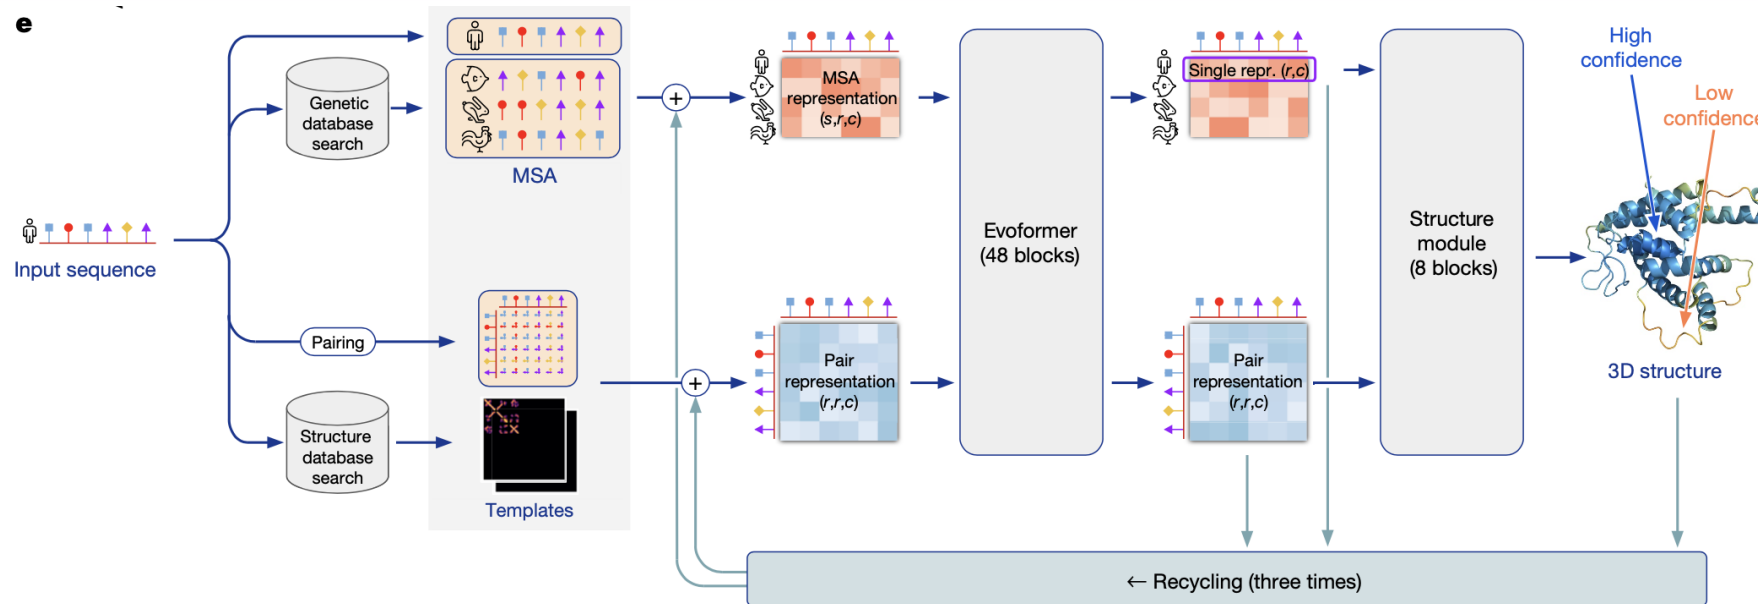 e
Input sequence
Genetic
database
search
Pairing
Structure
database
search
MSA
Templates
+
+
MSA
representation
(s,r,c)
Pair
representation
(r,r,c)
Evoformer
(48 blocks)
Single repr. (r,c)
Pair
representation
(r,r,c)
Structure
module
(8 blocks)
High
confidence
Low
confidence
3D structure
← Recycling (three times)